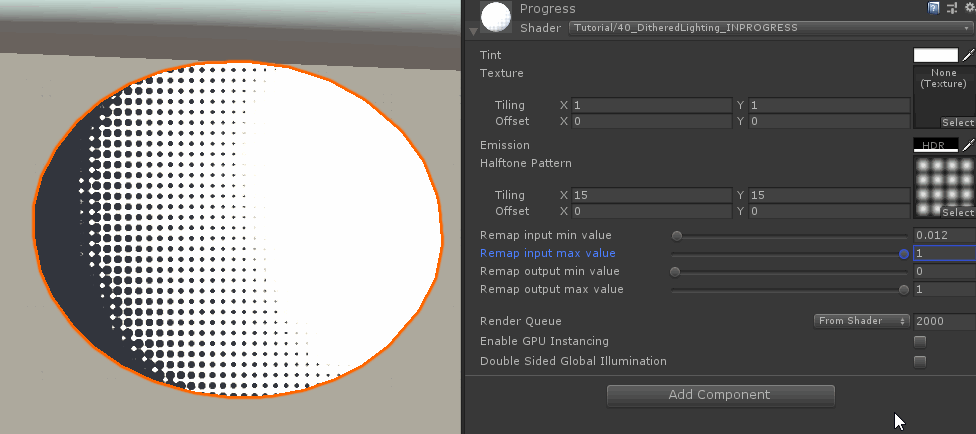 Progress
Shader Tutorial/40_DitheredLighting_INPROGRESS
Tint
Texture
None
(Texture)
Tiling X 1 Y 1
Offset X 0 Y 0
Select
Emission HDR
Halftone Pattern
Tiling X 15 Y 15
Offset X 0 Y 0
Select
Remap input min value 0.012
Remap input max value 1
Remap output min value 0
Remap output max value 1
Render Queue From Shader 2000
Enable GPU Instancing
Double Sided Global Illumination
Add Component